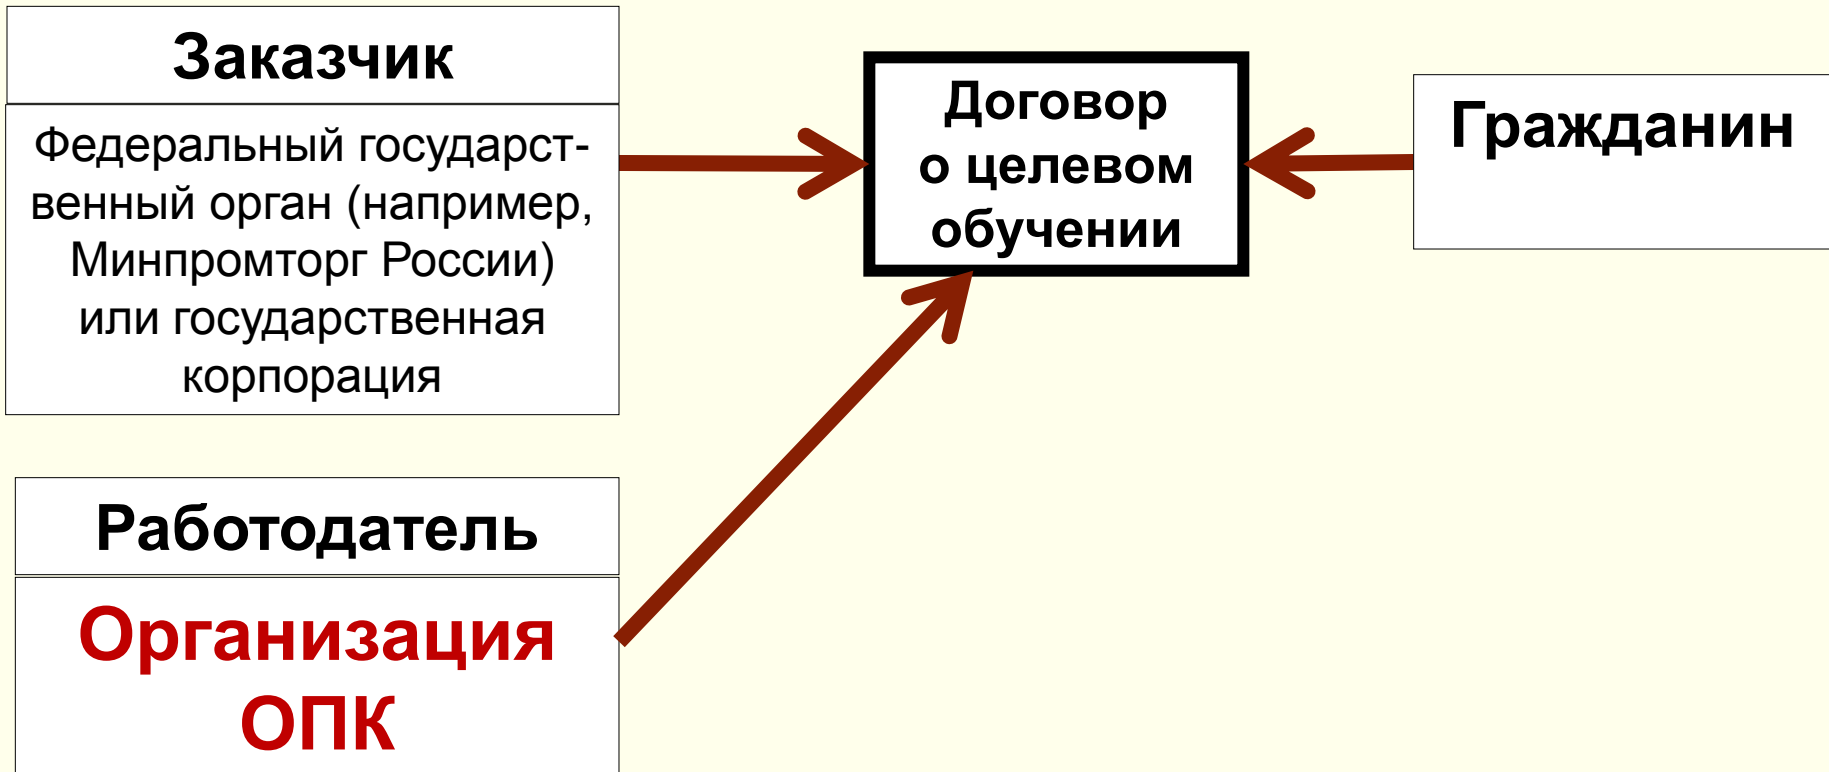 Заказчик
Федеральный государст-
венный орган (например,
Минпромторг России)
или государственная
корпорация
Договор
о целевом
обучении
Гражданин
Работодатель
Организация
ОПК